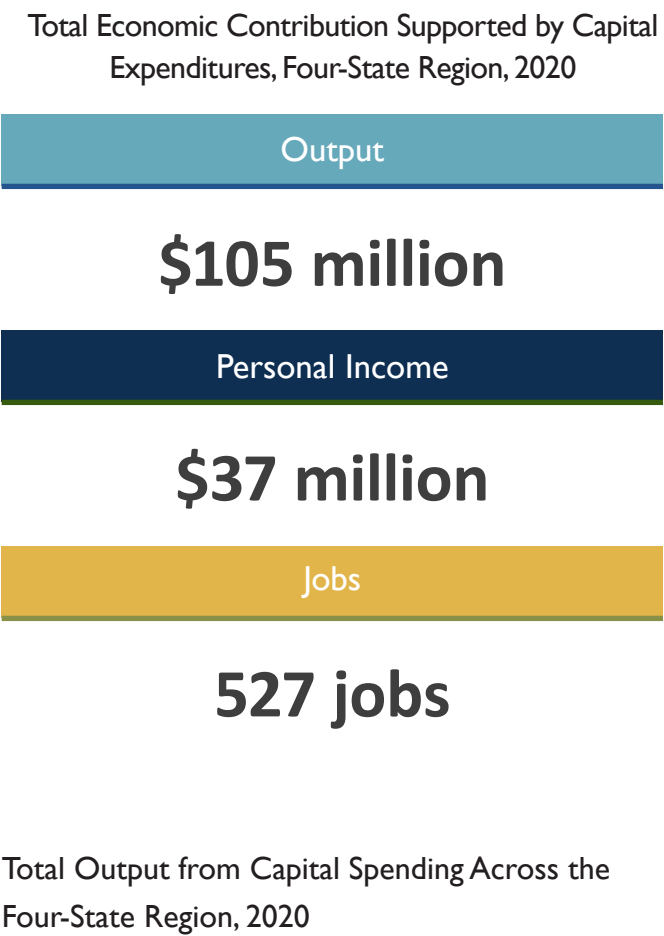 Total Economic Contribution Supported by Capital
Expenditures, Four-State Region, 2020
Output
$105 million
Personal Income
$37 million
Jobs
527 jobs
Total Output from Capital Spending Across the
Four-State Region, 2020